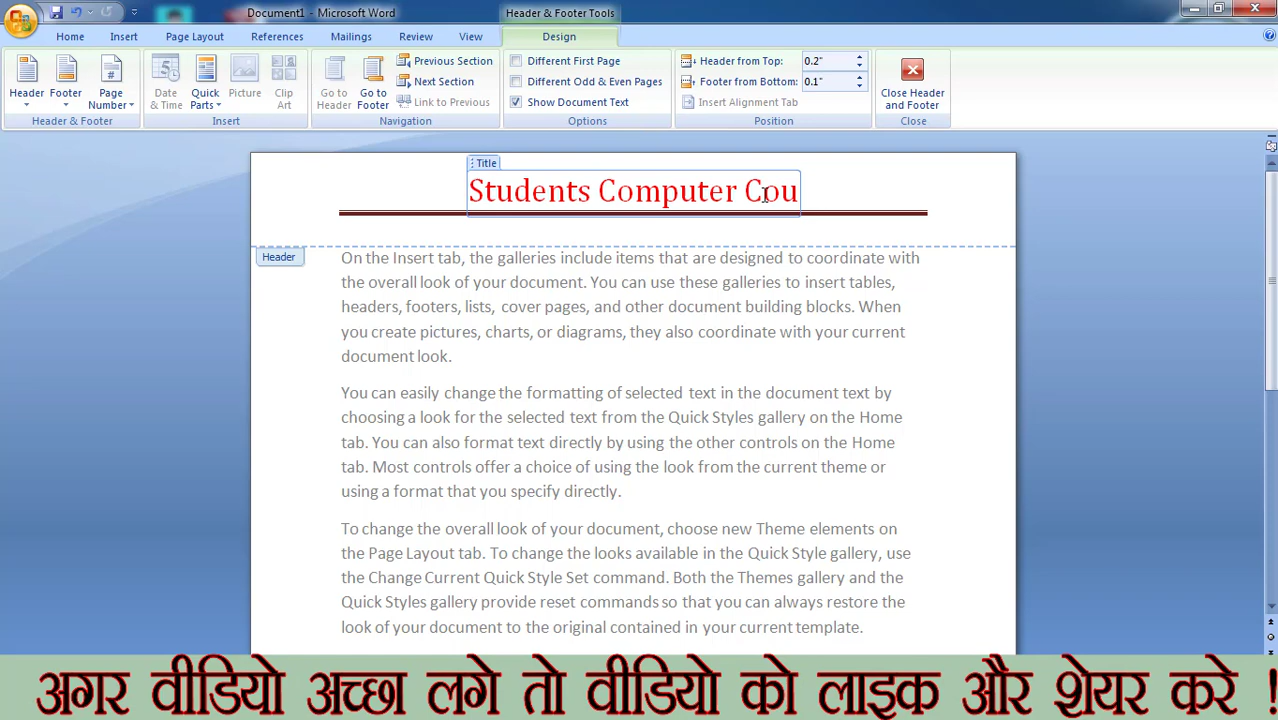 Document1 - Microsoft Word
Header & Footer Tools
Home
Insert
Page Layout
References
Mailings
Review
View
Design
Header
Footer
Page Number
Header & Footer
Date & Time
Quick Parts
Picture
Clip Art
Insert
Go to Header
Go to Footer
Previous Section
Next Section
Link to Previous
Navigation
Different First Page
Different Odd & Even Pages
Show Document Text
Options
Header from Top: 0.2"
Footer from Bottom: 0.1"
Insert Alignment Tab
Position
Close Header and Footer
Close
Title
Students Computer Cou
Header
On the Insert tab, the galleries include items that are designed to coordinate with
the overall look of your document. You can use these galleries to insert tables,
headers, footers, lists, cover pages, and other document building blocks. When
you create pictures, charts, or diagrams, they also coordinate with your current
document look.
You can easily change the formatting of selected text in the document text by
choosing a look for the selected text from the Quick Styles gallery on the Home
tab. You can also format text directly by using the other controls on the Home
tab. Most controls offer a choice of using the look from the current theme or
using a format that you specify directly.
To change the overall look of your document, choose new Theme elements on
the Page Layout tab. To change the looks available in the Quick Style gallery, use
the Change Current Quick Style Set command. Both the Themes gallery and the
Quick Styles gallery provide reset commands so that you can always restore the
look of your document to the original contained in your current template.
अगर वीडियो अच्छा लगे तो वीडियो को लाइक और शेयर करे !